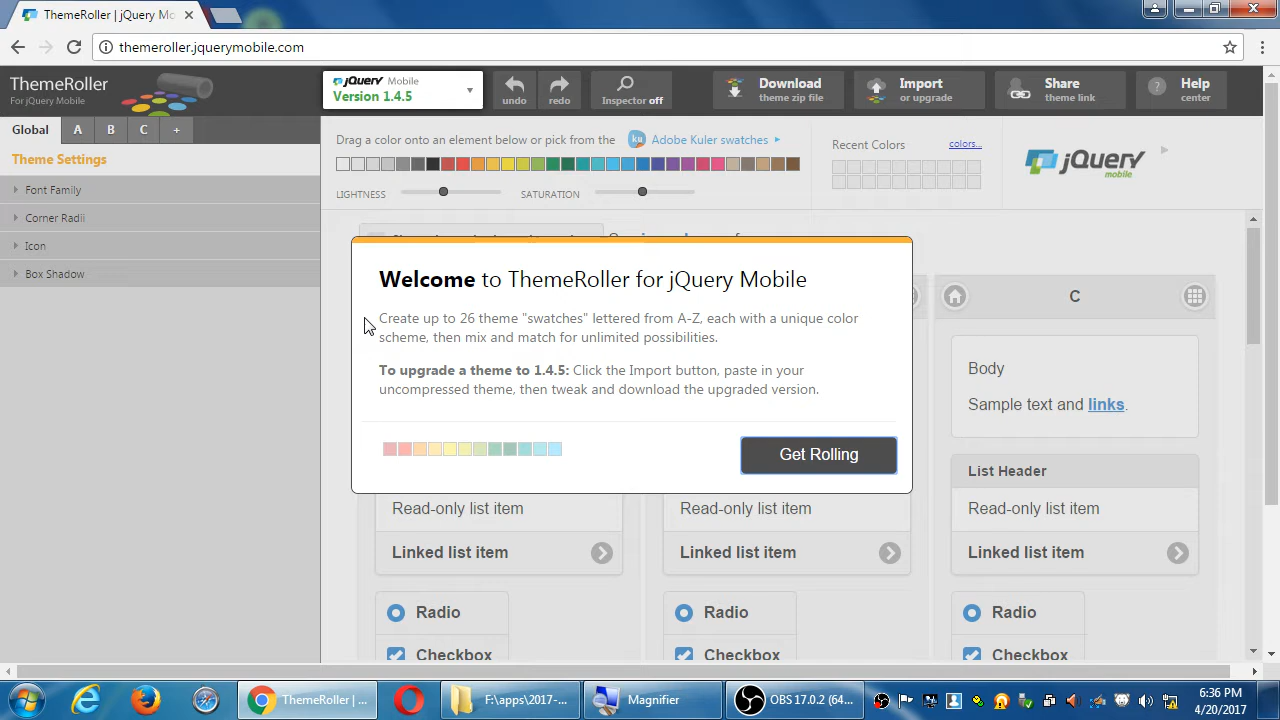 ThemeRoller | jQuery Mo
themeroller.jquerymobile.com
ThemeRoller
For jQuery Mobile
jQuery Mobile
Version 1.4.5
undo
redo
Inspector off
Download
theme zip file
Import
or upgrade
Share
theme link
Help
center
Global
A
B
C
+
Theme Settings
Font Family
Corner Radii
Icon
Box Shadow
Drag a color onto an element below or pick from the
ku
Adobe Kuler swatches
LIGHTNESS
SATURATION
Recent Colors
colors...
jQuery
mobile
Welcome to ThemeRoller for jQuery Mobile
Create up to 26 theme "swatches" lettered from A-Z, each with a unique color
scheme, then mix and match for unlimited possibilities.
To upgrade a theme to 1.4.5: Click the Import button, paste in your
uncompressed theme, then tweak and download the upgraded version.
Get Rolling
Read-only list item
Linked list item
Radio
Checkbox
Read-only list item
Linked list item
Radio
Checkbox
C
Body
Sample text and links.
List Header
Read-only list item
Linked list item
Radio
Checkbox
ThemeRoller | ...
F:\apps\2017-...
Magnifier
OBS 17.0.2 (64...
6:36 PM
4/20/2017